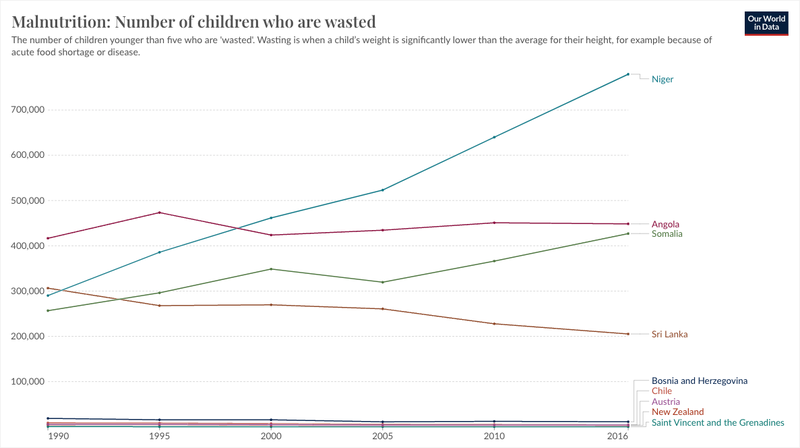 Malnutrition: Number of children who are wasted
Our World
in Data
The number of children younger than five who are 'wasted'. Wasting is when a child's weight is significantly lower than the average for their height, for example because of
acute food shortage or disease.
700,000
600,000
500,000
400,000
300,000
200,000
100,000
Niger
Angola
Somalia
Sri Lanka
Bosnia and Herzegovina
Chile
Austria
New Zealand
Saint Vincent and the Grenadines
1990
1995
2000
2005
2010
2016